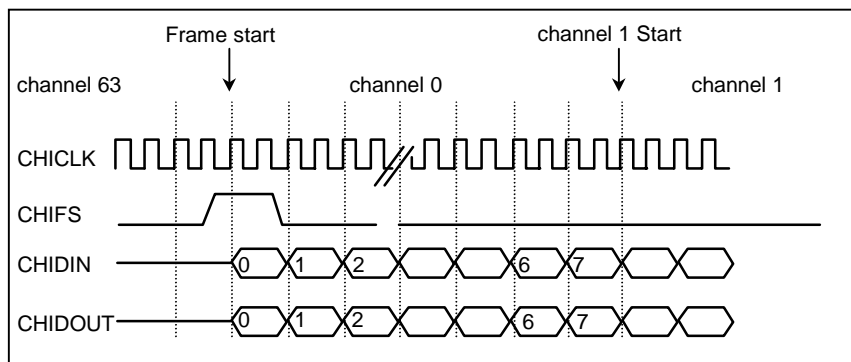 Frame start channel 1 Start
channel 63 channel 0 channel 1
CHICLK
CHIFS
CHIDIN 0 1 2 6 7
CHIDOUT 0 1 2 6 7